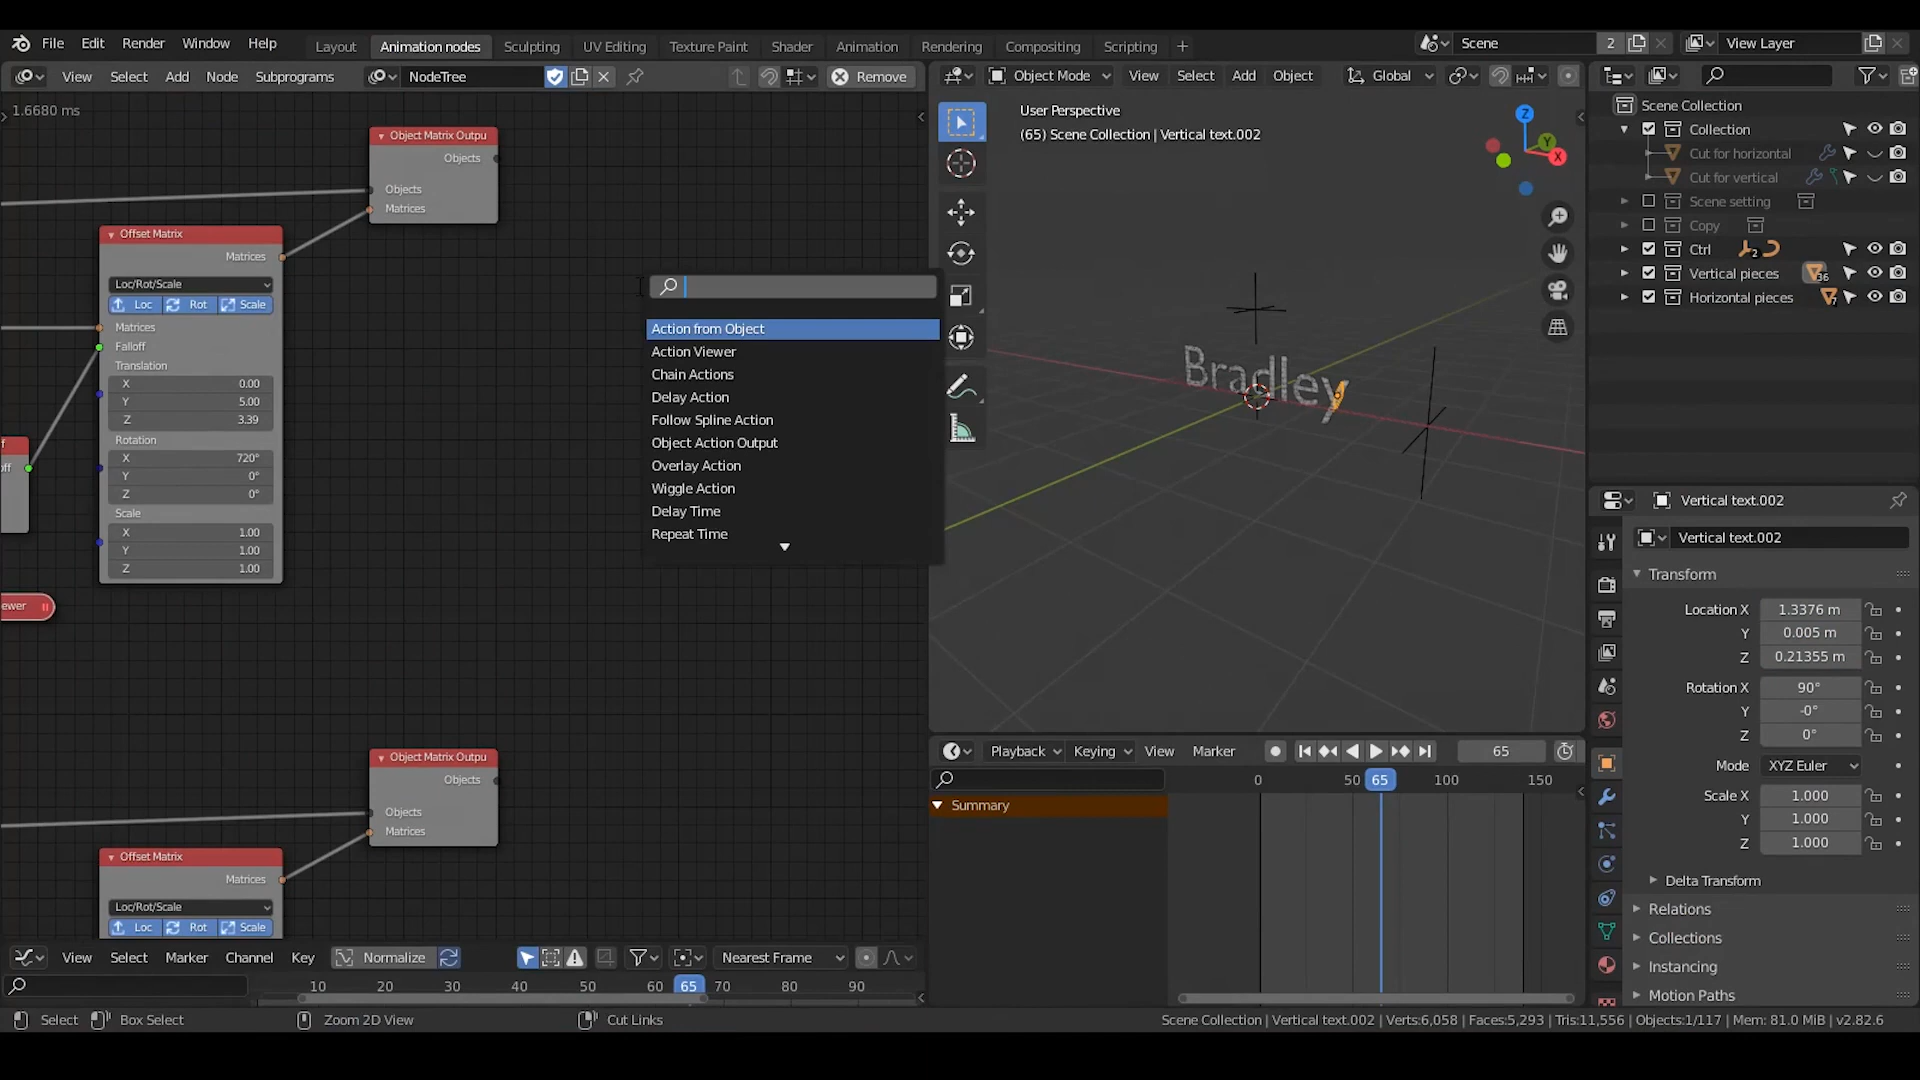 File Edit Render Window Help
Layout Animation nodes Sculpting UV Editing Texture Paint Shader Animation Rendering Compositing Scripting
Scene 2 View Layer
View Select Add Node Subprograms NodeTree Remove
Object Mode View Select Add Object Global
1.6680 ms
Object Matrix Outpu
Objects
Objects
Matrices
Offset Matrix
Matrices
Loc/Rot/Scale
Loc Rot Scale
Matrices
Falloff
Translation
X 0.00
Y 5.00
Z 3.39
Rotation
X 720°
Y 0°
Z 0°
Scale
X 1.00
Y 1.00
Z 1.00
ewer
Object Matrix Outpu
Objects
Objects
Matrices
Offset Matrix
Matrices
Loc/Rot/Scale
Loc Rot Scale
Action from Object
Action Viewer
Chain Actions
Delay Action
Follow Spline Action
Object Action Output
Overlay Action
Wiggle Action
Delay Time
Repeat Time
User Perspective
(65) Scene Collection | Vertical text.002
Z
Y
X
Bradley
Playback Keying View Marker 65
0 50 65 100 150
Summary
View Select Marker Channel Key Normalize Nearest Frame
10 20 30 40 50 60 65 70 80 90
Scene Collection
Collection
Cut for horizontal
Cut for vertical
Scene setting
Copy
Ctrl 2
Vertical pieces 36
Horizontal pieces 7
Vertical text.002
Vertical text.002
Transform
Location X 1.3376 m
Y 0.005 m
Z 0.21355 m
Rotation X 90°
Y -0°
Z 0°
Mode XYZ Euler
Scale X 1.000
Y 1.000
Z 1.000
Delta Transform
Relations
Collections
Instancing
Motion Paths
Select Box Select Zoom 2D View Cut Links
Scene Collection | Vertical text.002 | Verts:6,058 | Faces:5,293 | Tris:11,556 | Objects:1/117 | Mem: 81.0 MiB | v2.82.6